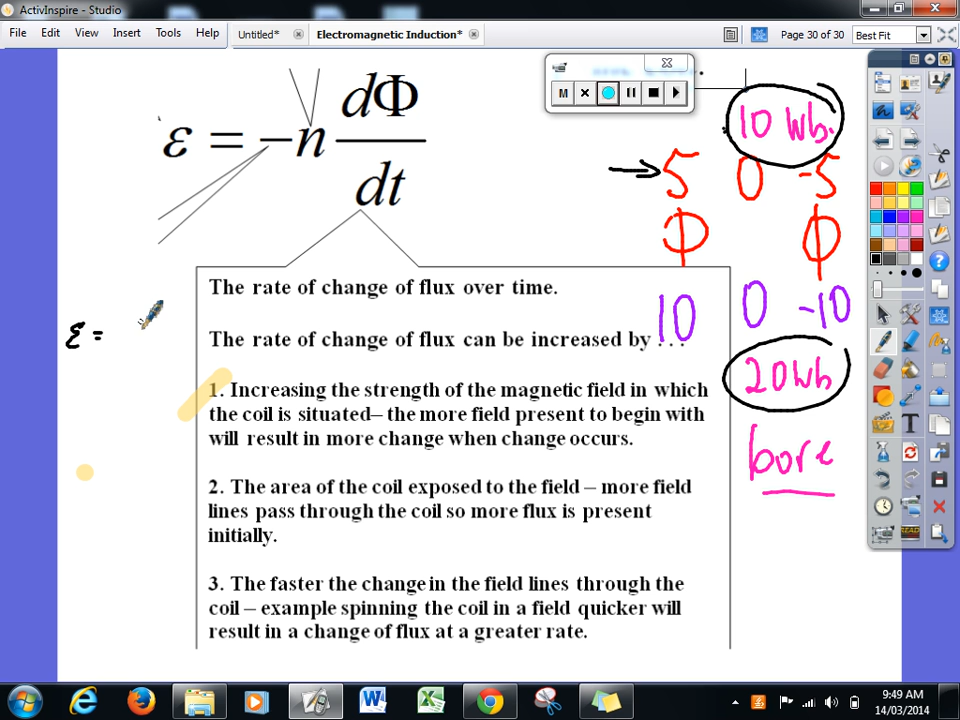 ActivInspire - Studio
File Edit View Insert Tools Help Untitled* Electromagnetic Induction* Page 30 of 30 Best Fit
M
ε = −n dΦ
dt
10 Wb.
5 0 -5
Φ Φ
10 0 -10
20 Wb
bore
ε =
The rate of change of flux over time.
The rate of change of flux can be increased by . . .
1. Increasing the strength of the magnetic field in which
the coil is situated– the more field present to begin with
will result in more change when change occurs.
2. The area of the coil exposed to the field – more field
lines pass through the coil so more flux is present
initially.
3. The faster the change in the field lines through the
coil – example spinning the coil in a field quicker will
result in a change of flux at a greater rate.
9:49 AM
14/03/2014